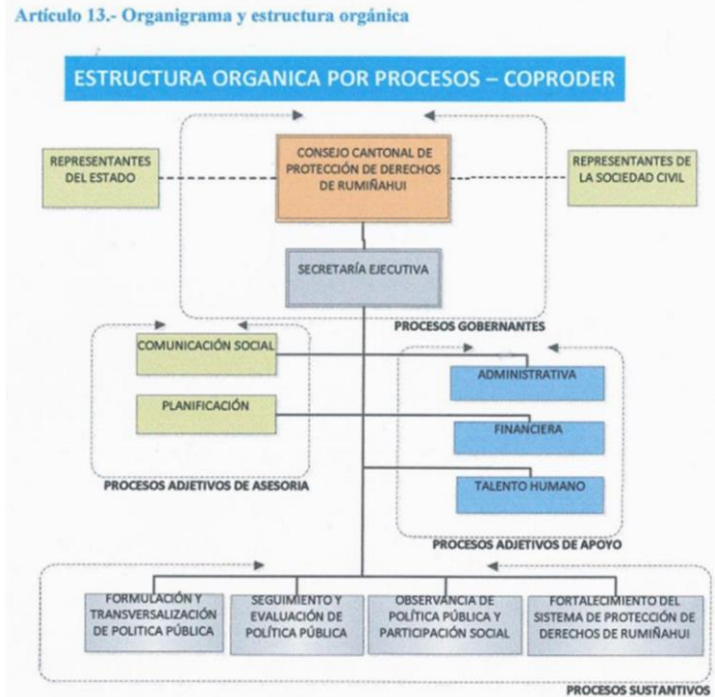 Artículo 13.- Organigrama y estructura orgánica
ESTRUCTURA ORGANICA POR PROCESOS – COPRODER
REPRESENTANTES
DEL ESTADO
CONSEJO CANTONAL DE
PROTECCIÓN DE DERECHOS
DE RUMIÑAHUI
REPRESENTANTES DE
LA SOCIEDAD CIVIL
SECRETARÍA EJECUTIVA
PROCESOS GOBERNANTES
COMUNICACIÓN SOCIAL
PLANIFICACIÓN
PROCESOS ADJETIVOS DE ASESORIA
ADMINISTRATIVA
FINANCIERA
TALENTO HUMANO
PROCESOS ADJETIVOS DE APOYO
FORMULACIÓN Y
TRANSVERSALIZACIÓN
DE POLITICA PÚBLICA
SEGUIMIENTO Y
EVALUACIÓN DE
POLÍTICA PÚBLICA
OBSERVANCIA DE
POLÍTICA PÚBLICA Y
PARTICIPACIÓN SOCIAL
FORTALECIMIENTO DEL
SISTEMA DE PROTECCIÓN DE
DERECHOS DE RUMIÑAHUI
PROCESOS SUSTANTIVOS